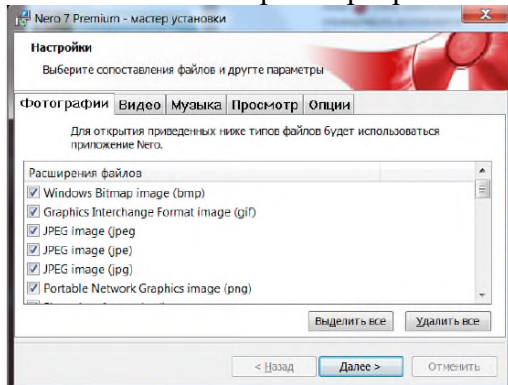 Nero 7 Premium - мастер установки
Настройки
Выберите сопоставления файлов и другте параметры
Фотографии Видео Музыка Просмотр Опции
Для открытия приведенных ниже типов файлов будет использоваться
приложение Nero.
Расширения файлов
Windows Bitmap image (bmp)
Graphics Interchange Format image (gif)
JPEG image (jpeg
JPEG image (jpe)
JPEG image (jpg)
Portable Network Graphics image (png)
Выделить все Удалить все
< Назад Далее > Отменить